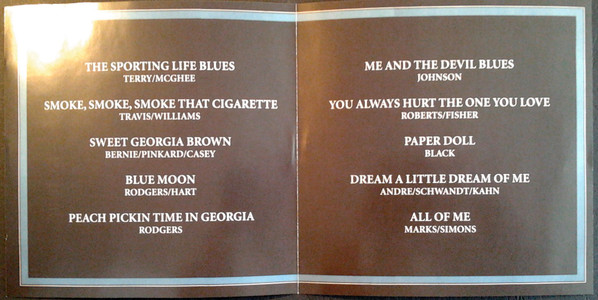 THE SPORTING LIFE BLUES
TERRY/MCGHEE
SMOKE, SMOKE, SMOKE THAT CIGARETTE
TRAVIS/WILLIAMS
SWEET GEORGIA BROWN
BERNIE/PINKARD/CASEY
BLUE MOON
RODGERS/HART
PEACH PICKIN TIME IN GEORGIA
RODGERS
ME AND THE DEVIL BLUES
JOHNSON
YOU ALWAYS HURT THE ONE YOU LOVE
ROBERTS/FISHER
PAPER DOLL
BLACK
DREAM A LITTLE DREAM OF ME
ANDRE/SCHWANDT/KAHN
ALL OF ME
MARKS/SIMONS